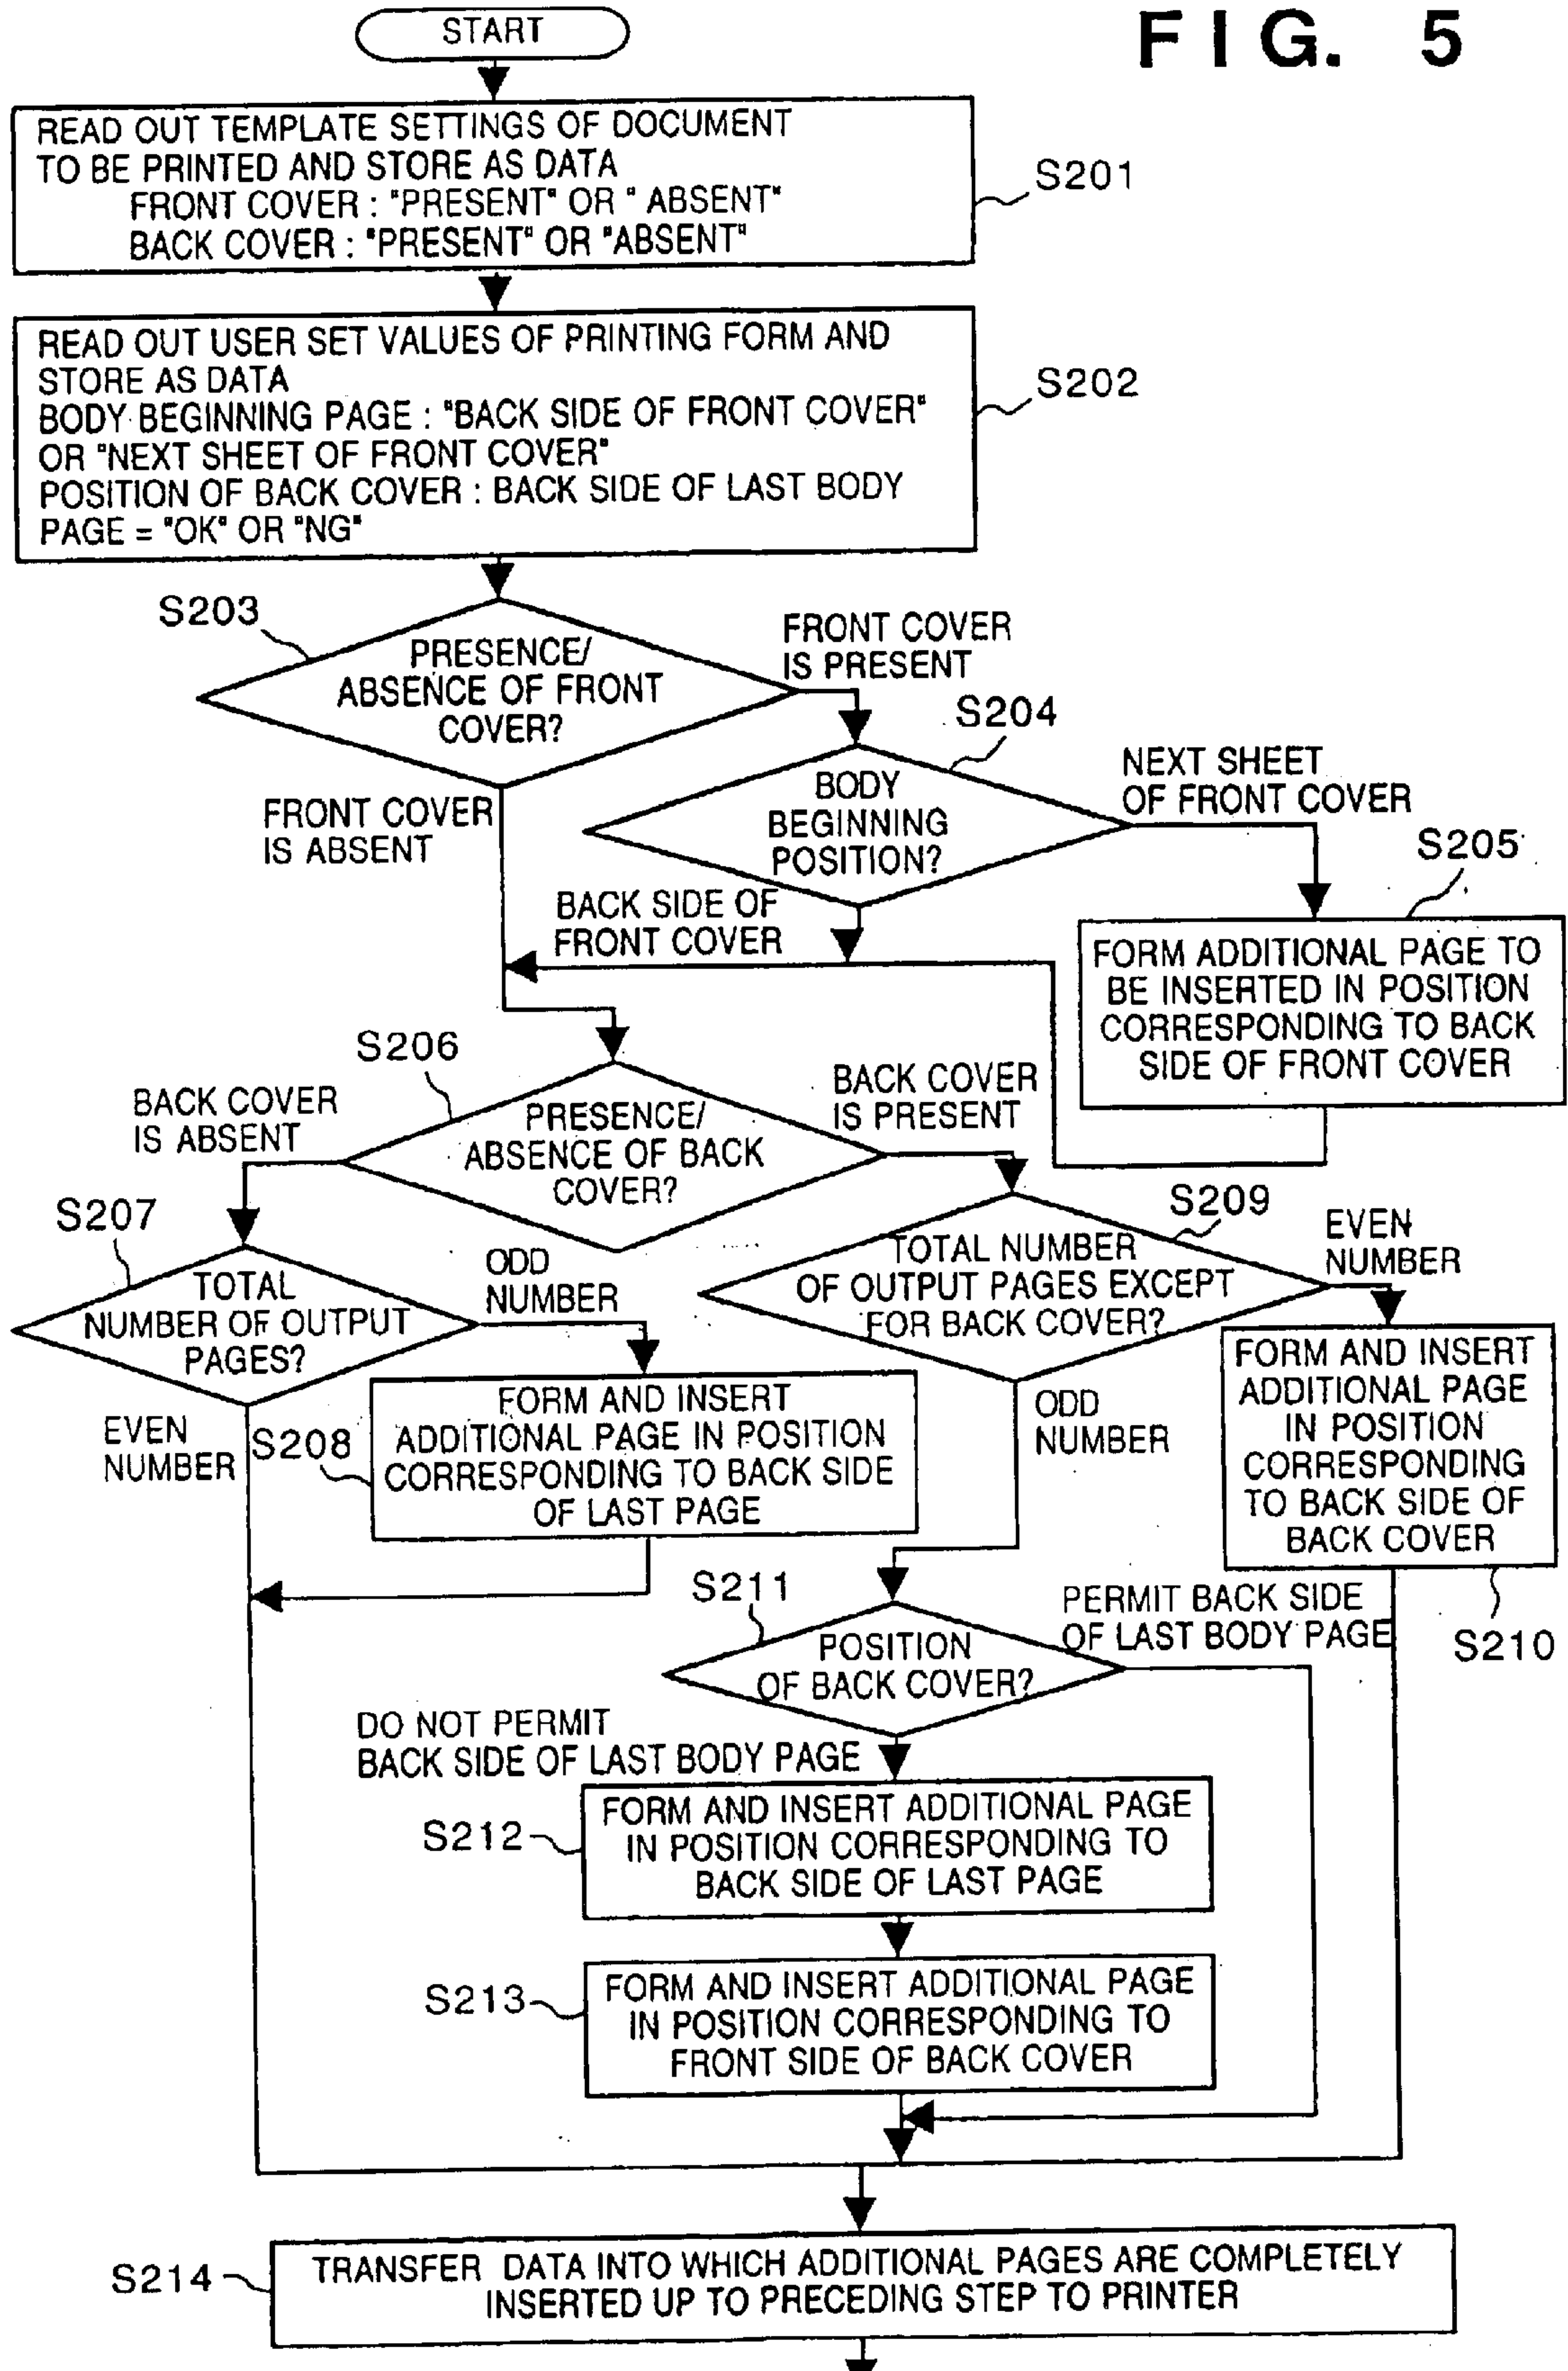 FIG. 5
START
READ OUT TEMPLATE SETTINGS OF DOCUMENT
TO BE PRINTED AND STORE AS DATA
FRONT COVER : "PRESENT" OR " ABSENT"
BACK COVER : "PRESENT" OR "ABSENT"
S201
READ OUT USER SET VALUES OF PRINTING FORM AND
STORE AS DATA
BODY BEGINNING PAGE : "BACK SIDE OF FRONT COVER"
OR "NEXT SHEET OF FRONT COVER"
POSITION OF BACK COVER : BACK SIDE OF LAST BODY
PAGE = "OK" OR "NG"
S202
S203
PRESENCE/
ABSENCE OF FRONT
COVER?
FRONT COVER
IS PRESENT
FRONT COVER
IS ABSENT
S204
BODY
BEGINNING
POSITION?
NEXT SHEET
OF FRONT COVER
BACK SIDE OF
FRONT COVER
S205
FORM ADDITIONAL PAGE TO
BE INSERTED IN POSITION
CORRESPONDING TO BACK
SIDE OF FRONT COVER
S206
PRESENCE/
ABSENCE OF BACK
COVER?
BACK COVER
IS ABSENT
BACK COVER
IS PRESENT
S207
TOTAL
NUMBER OF OUTPUT
PAGES?
ODD
NUMBER
EVEN
NUMBER
S208
FORM AND INSERT
ADDITIONAL PAGE IN POSITION
CORRESPONDING TO BACK SIDE
OF LAST PAGE
S209
TOTAL NUMBER
OF OUTPUT PAGES EXCEPT
FOR BACK COVER?
EVEN
NUMBER
ODD
NUMBER
FORM AND INSERT
ADDITIONAL PAGE
IN POSITION
CORRESPONDING
TO BACK SIDE OF
BACK COVER
S210
S211
POSITION
OF BACK COVER?
PERMIT BACK SIDE
OF LAST BODY PAGE
DO NOT PERMIT
BACK SIDE OF LAST BODY PAGE
S212
FORM AND INSERT ADDITIONAL PAGE
IN POSITION CORRESPONDING TO
BACK SIDE OF LAST PAGE
S213
FORM AND INSERT ADDITIONAL PAGE
IN POSITION CORRESPONDING TO
FRONT SIDE OF BACK COVER
S214
TRANSFER DATA INTO WHICH ADDITIONAL PAGES ARE COMPLETELY
INSERTED UP TO PRECEDING STEP TO PRINTER